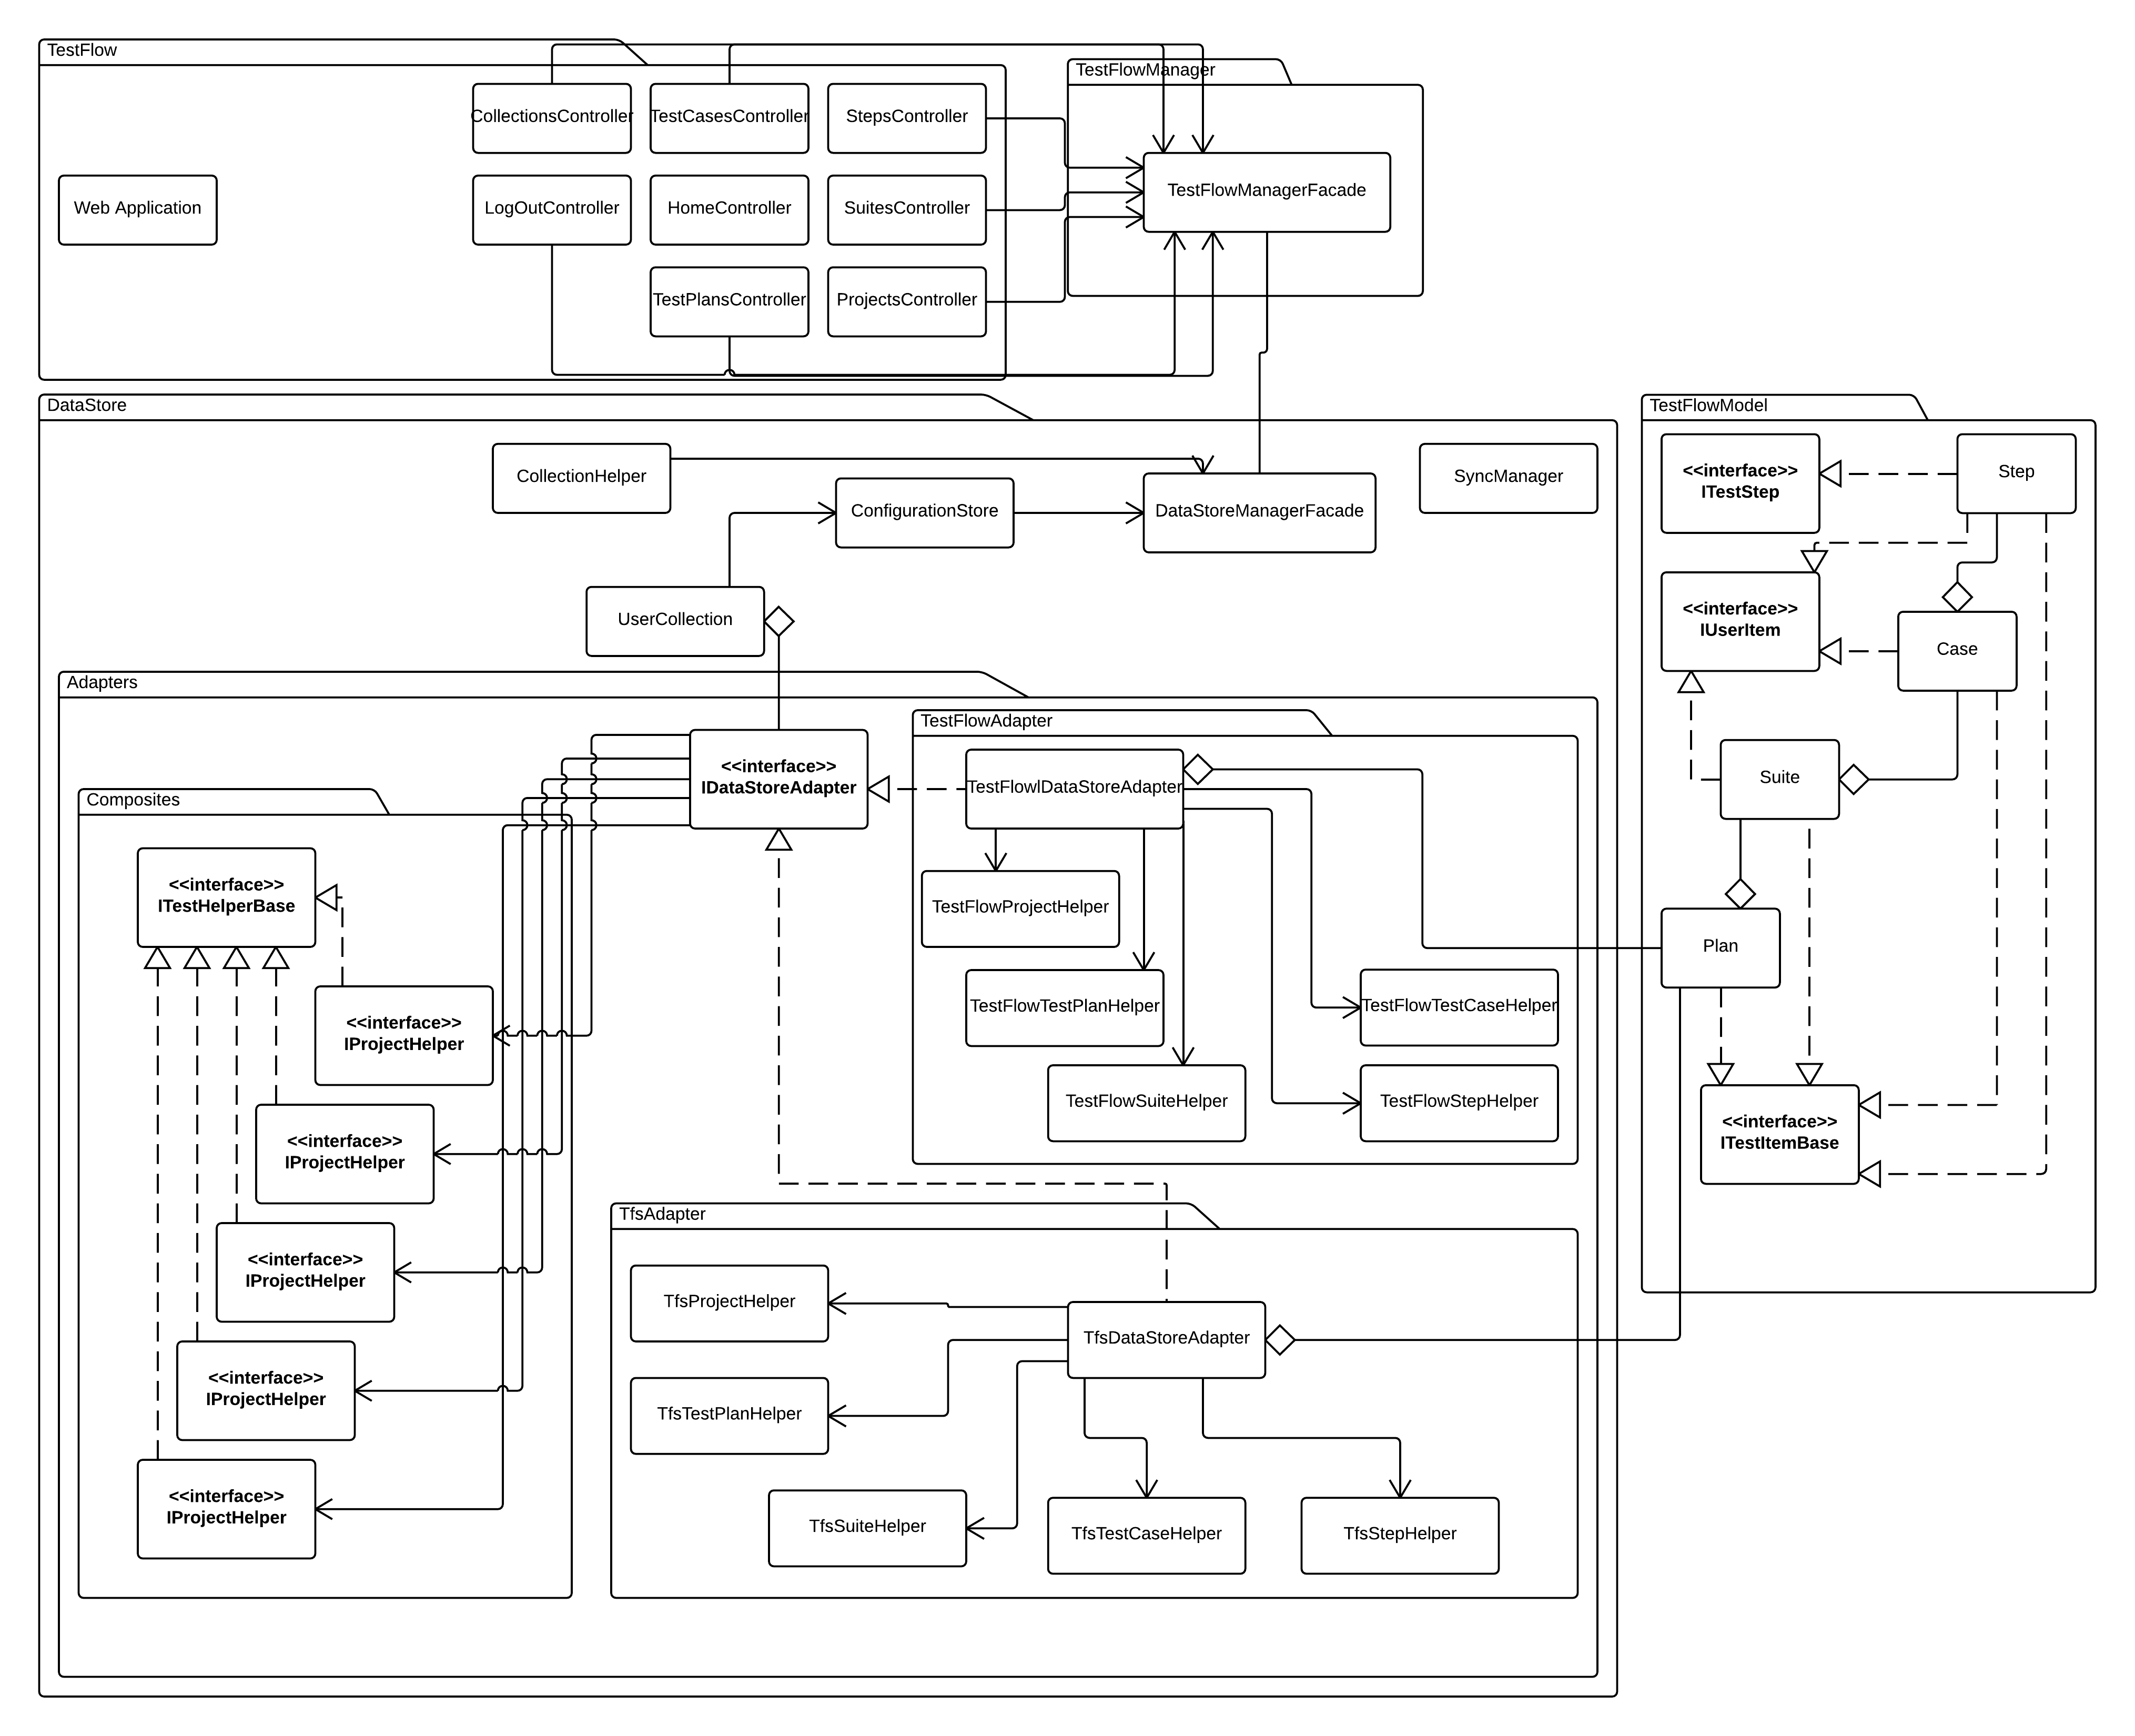 TestFlow
TestFlowManager
CollectionsController
TestCasesController
StepsController
TestFlowManagerFacade
Web Application
LogOutController
HomeController
SuitesController
TestPlansController
ProjectsController
DataStore
TestFlowModel
CollectionHelper
ConfigurationStore
DataStoreManagerFacade
SyncManager
<<interface>>
ITestStep
Step
UserCollection
<<interface>>
IUserItem
Case
Adapters
TestFlowAdapter
<<interface>>
IDataStoreAdapter
TestFlowlDataStoreAdapter
Suite
Composites
<<interface>>
ITestHelperBase
TestFlowProjectHelper
Plan
<<interface>>
IProjectHelper
TestFlowTestPlanHelper
TestFlowTestCaseHelper
<<interface>>
IProjectHelper
TestFlowSuiteHelper
TestFlowStepHelper
<<interface>>
ITestItemBase
TfsAdapter
<<interface>>
IProjectHelper
TfsProjectHelper
TfsDataStoreAdapter
<<interface>>
IProjectHelper
TfsTestPlanHelper
<<interface>>
IProjectHelper
TfsSuiteHelper
TfsTestCaseHelper
TfsStepHelper